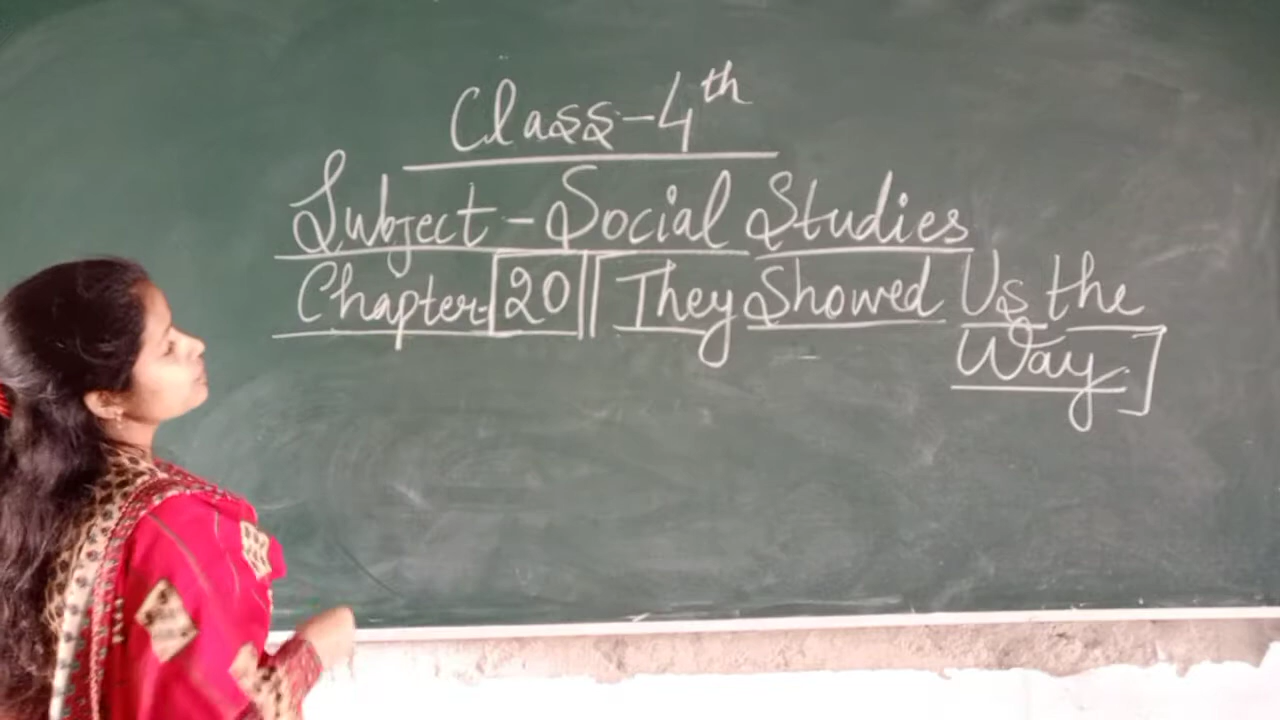 Class-4th
Subject-Social Studies
Chapter-20 || They Showed Us the
Way]